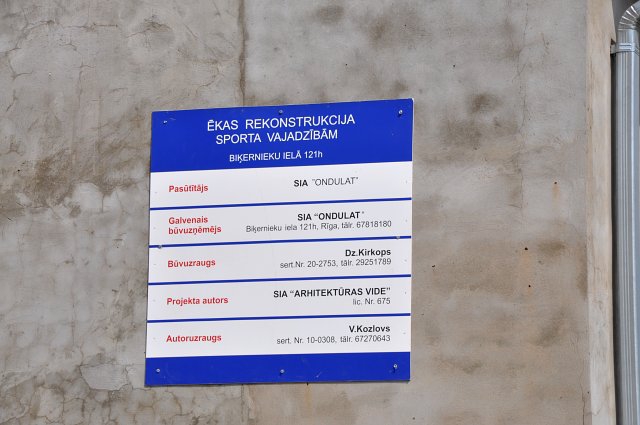 ĒKAS REKONSTRUKCIJA
SPORTA VAJADZĪBĀM
BIĶERNIEKU IELĀ 121h
Pasūtītājs SIA "ONDULAT"
Galvenais būvuzņēmējs SIA "ONDULAT"
Biķernieku iela 121h, Rīga, tālr. 67818180
Būvuzraugs Dz.Kirkops
sert.Nr. 20-2753, tālr. 29251789
Projekta autors SIA "ARHITEKTŪRAS VIDE"
lic. Nr. 675
Autoruzraugs V.Kozlovs
sert. Nr. 10-0308, tālr. 67270643